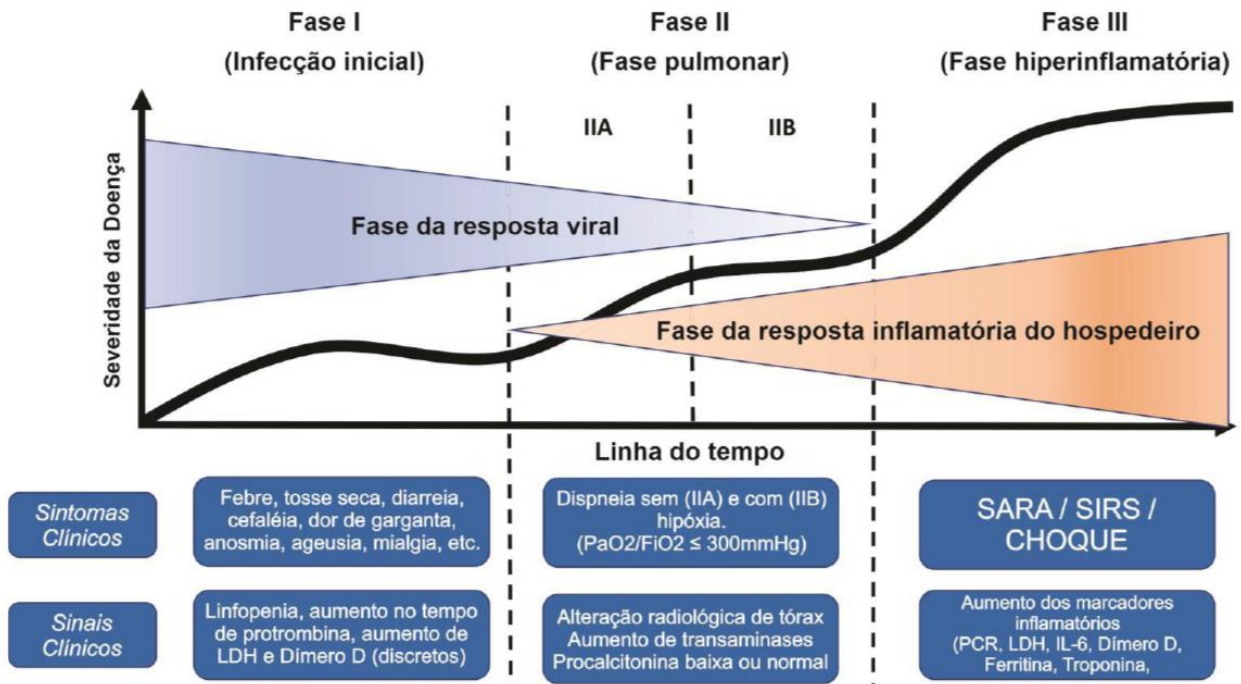 Fase I
(Infecção inicial)
Fase II
(Fase pulmonar)
Fase III
(Fase hiperinflamatória)
IIA
IIB
Severidade da Doença
Fase da resposta viral
Fase da resposta inflamatória do hospedeiro
Linha do tempo
Sintomas
Clínicos
Febre, tosse seca, diarreia,
cefaléia, dor de garganta,
anosmia, ageusia, mialgia, etc.
Dispneia sem (IIA) e com (IIB)
hipóxia.
(PaO2/FiO2 ≤ 300mmHg)
SARA / SIRS /
CHOQUE
Sinais
Clínicos
Linfopenia, aumento no tempo
de protrombina, aumento de
LDH e Dímero D (discretos)
Alteração radiológica de tórax
Aumento de transaminases
Procalcitonina baixa ou normal
Aumento dos marcadores
inflamatórios
(PCR, LDH, IL-6, Dímero D,
Ferritina, Troponina,